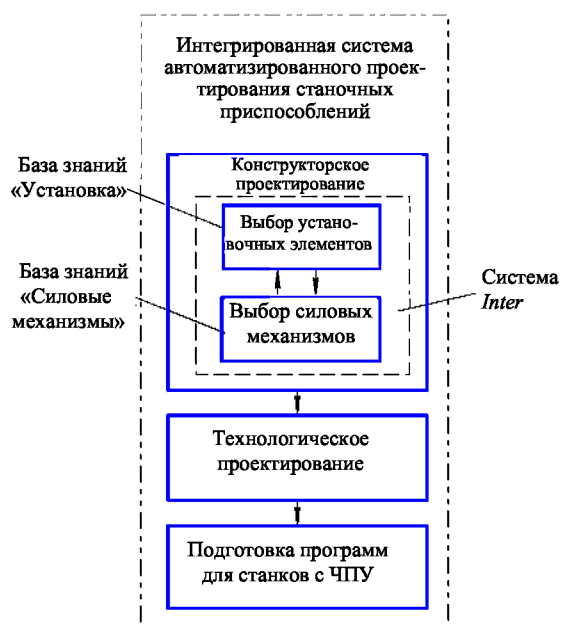 Интегрированная система
автоматизированного проек-
тирования станочных
приспособлений
База знаний
«Установка»
Конструкторское
проектирование
Выбор устано-
вочных элементов
База знаний
«Силовые
механизмы»
Выбор силовых
механизмов
Система
Inter
Технологическое
проектирование
Подготовка программ
для станков с ЧПУ